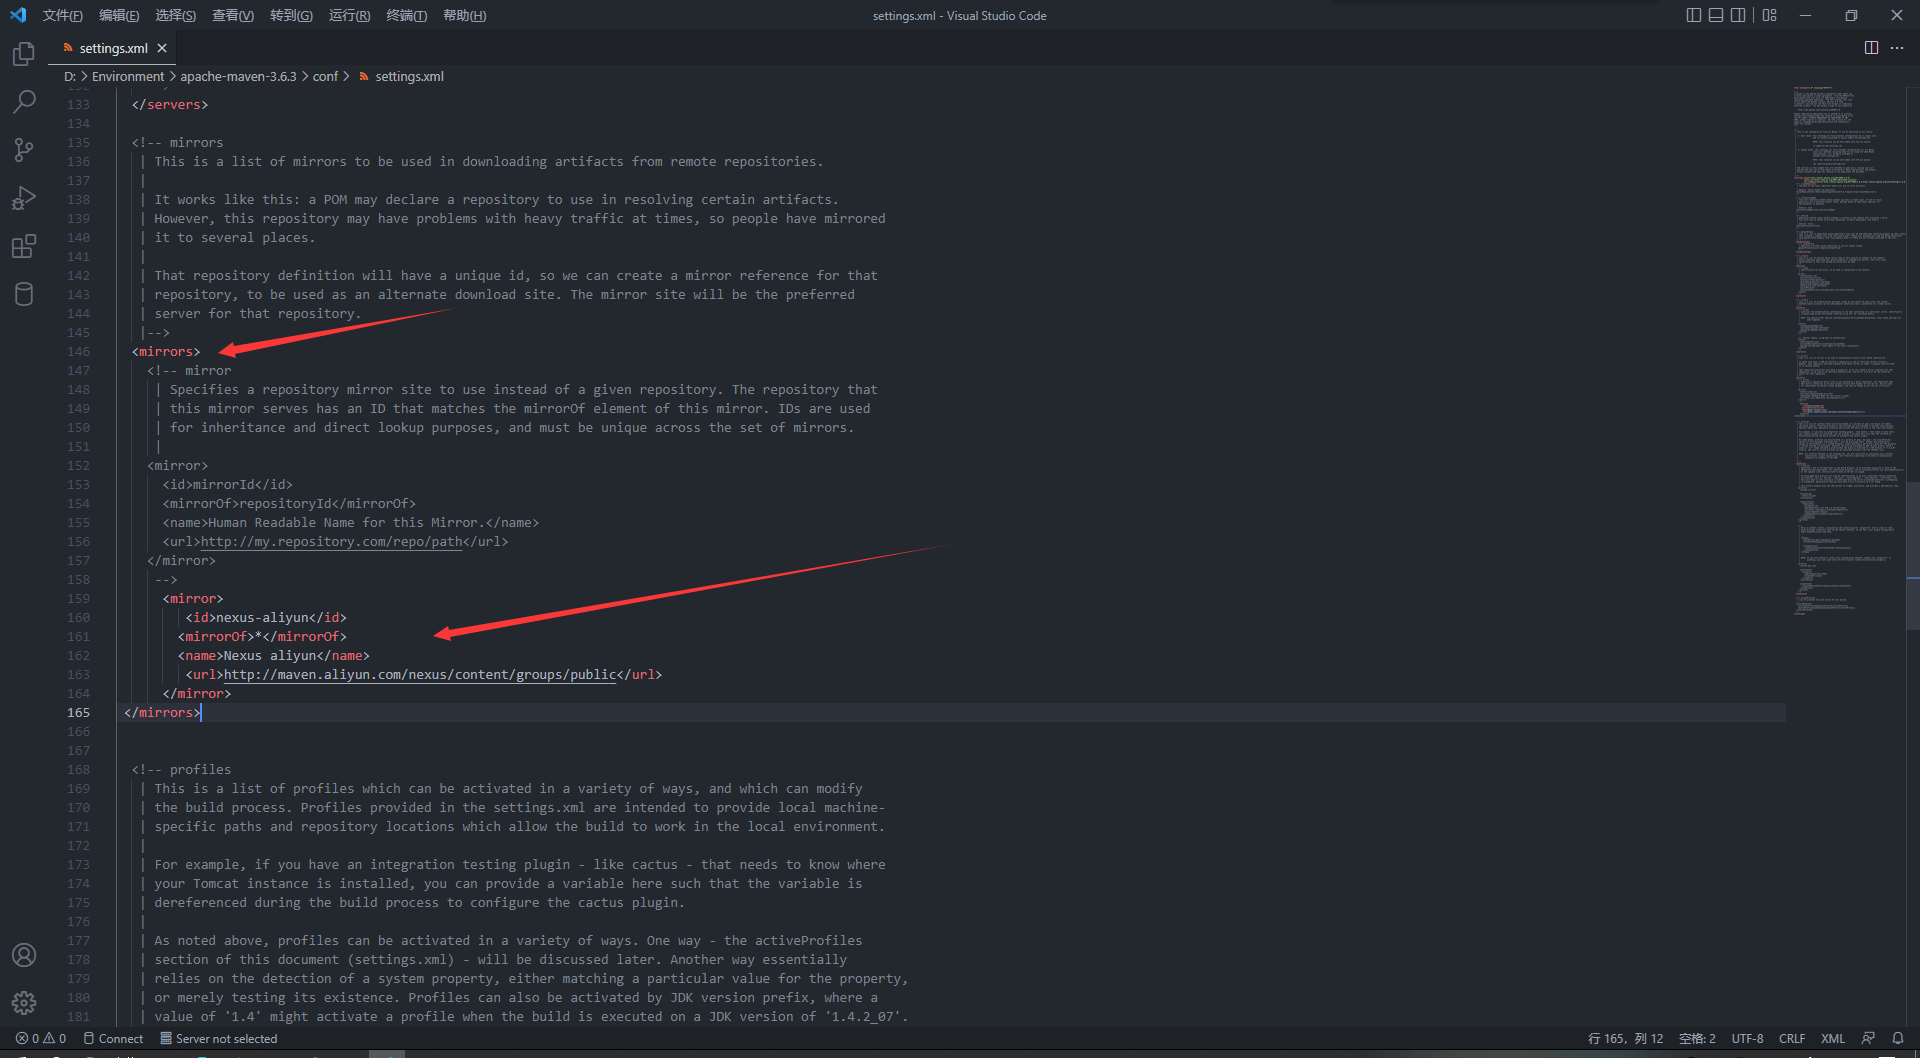 文件(F) 编辑(E) 选择(S) 查看(V) 转到(G) 运行(R) 终端(T) 帮助(H) settings.xml - Visual Studio Code
settings.xml
D: > Environment > apache-maven-3.6.3 > conf > settings.xml
132
133 </servers>
134
135 <!-- mirrors
136 | This is a list of mirrors to be used in downloading artifacts from remote repositories.
137 |
138 | It works like this: a POM may declare a repository to use in resolving certain artifacts.
139 | However, this repository may have problems with heavy traffic at times, so people have mirrored
140 | it to several places.
141 |
142 | That repository definition will have a unique id, so we can create a mirror reference for that
143 | repository, to be used as an alternate download site. The mirror site will be the preferred
144 | server for that repository.
145 |-->
146 <mirrors>
147 <!-- mirror
148 | Specifies a repository mirror site to use instead of a given repository. The repository that
149 | this mirror serves has an ID that matches the mirrorOf element of this mirror. IDs are used
150 | for inheritance and direct lookup purposes, and must be unique across the set of mirrors.
151 |
152 <mirror>
153 <id>mirrorId</id>
154 <mirrorOf>repositoryId</mirrorOf>
155 <name>Human Readable Name for this Mirror.</name>
156 <url>http://my.repository.com/repo/path</url>
157 </mirror>
158 -->
159 <mirror>
160 <id>nexus-aliyun</id>
161 <mirrorOf>*</mirrorOf>
162 <name>Nexus aliyun</name>
163 <url>http://maven.aliyun.com/nexus/content/groups/public</url>
164 </mirror>
165 </mirrors>
166
167
168 <!-- profiles
169 | This is a list of profiles which can be activated in a variety of ways, and which can modify
170 | the build process. Profiles provided in the settings.xml are intended to provide local machine-
171 | specific paths and repository locations which allow the build to work in the local environment.
172 |
173 | For example, if you have an integration testing plugin - like cactus - that needs to know where
174 | your Tomcat instance is installed, you can provide a variable here such that the variable is
175 | dereferenced during the build process to configure the cactus plugin.
176 |
177 | As noted above, profiles can be activated in a variety of ways. One way - the activeProfiles
178 | section of this document (settings.xml) - will be discussed later. Another way essentially
179 | relies on the detection of a system property, either matching a particular value for the property,
180 | or merely testing its existence. Profiles can also be activated by JDK version prefix, where a
181 | value of '1.4' might activate a profile when the build is executed on a JDK version of '1.4.2_07'.
0 0 Connect Server not selected 行 165，列 12 空格: 2 UTF-8 CRLF XML